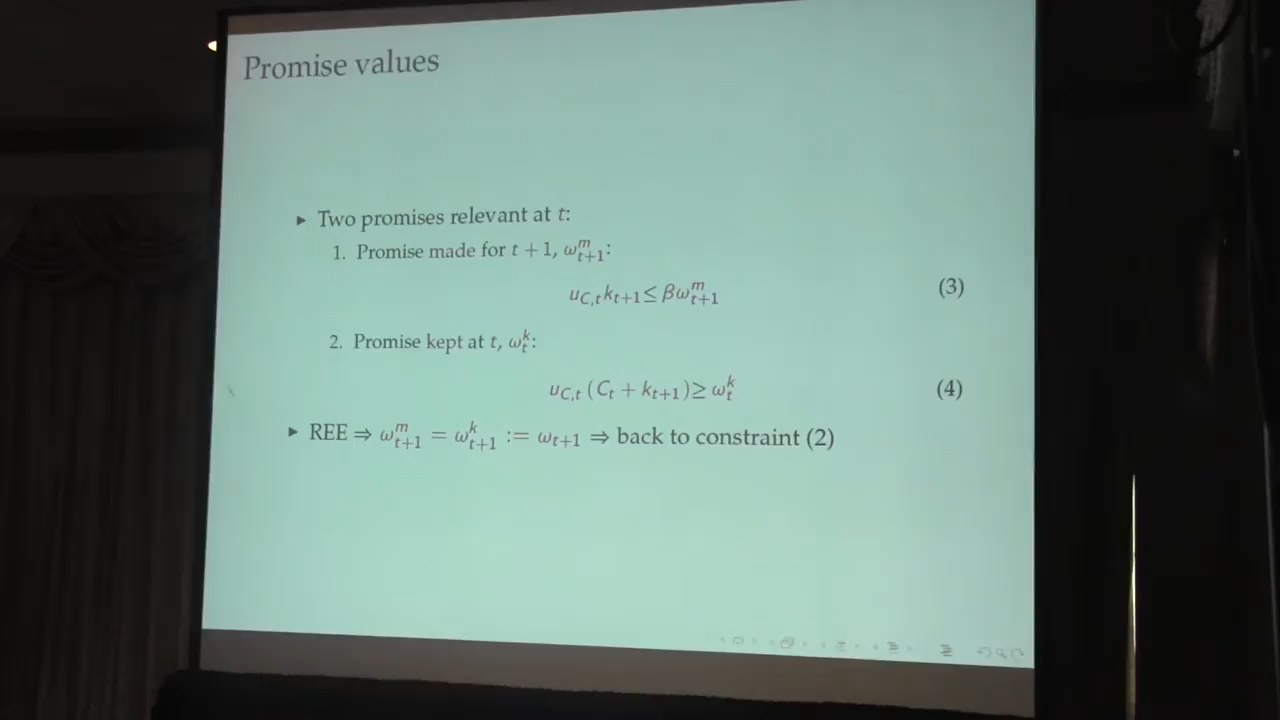 Promise values
▸ Two promises relevant at t:
1. Promise made for t + 1, ω^m_{t+1}:
u_{C,t} k_{t+1} ≤ β ω^m_{t+1} (3)
2. Promise kept at t, ω^k_t:
u_{C,t} (C_t + k_{t+1}) ≥ ω^k_t (4)
▸ REE ⇒ ω^m_{t+1} = ω^k_{t+1} := ω_{t+1} ⇒ back to constraint (2)